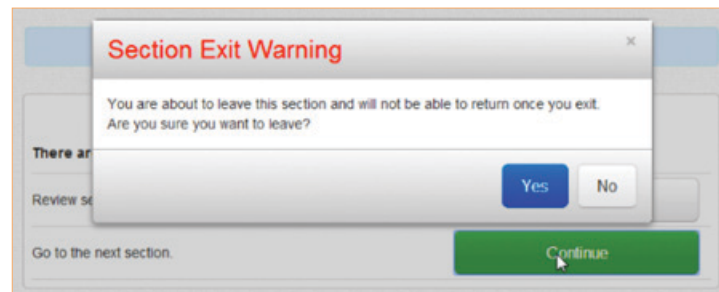 Section Exit Warning
×
You are about to leave this section and will not be able to return once you exit.
Are you sure you want to leave?
There ar
Yes No
Review se
Go to the next section. Continue